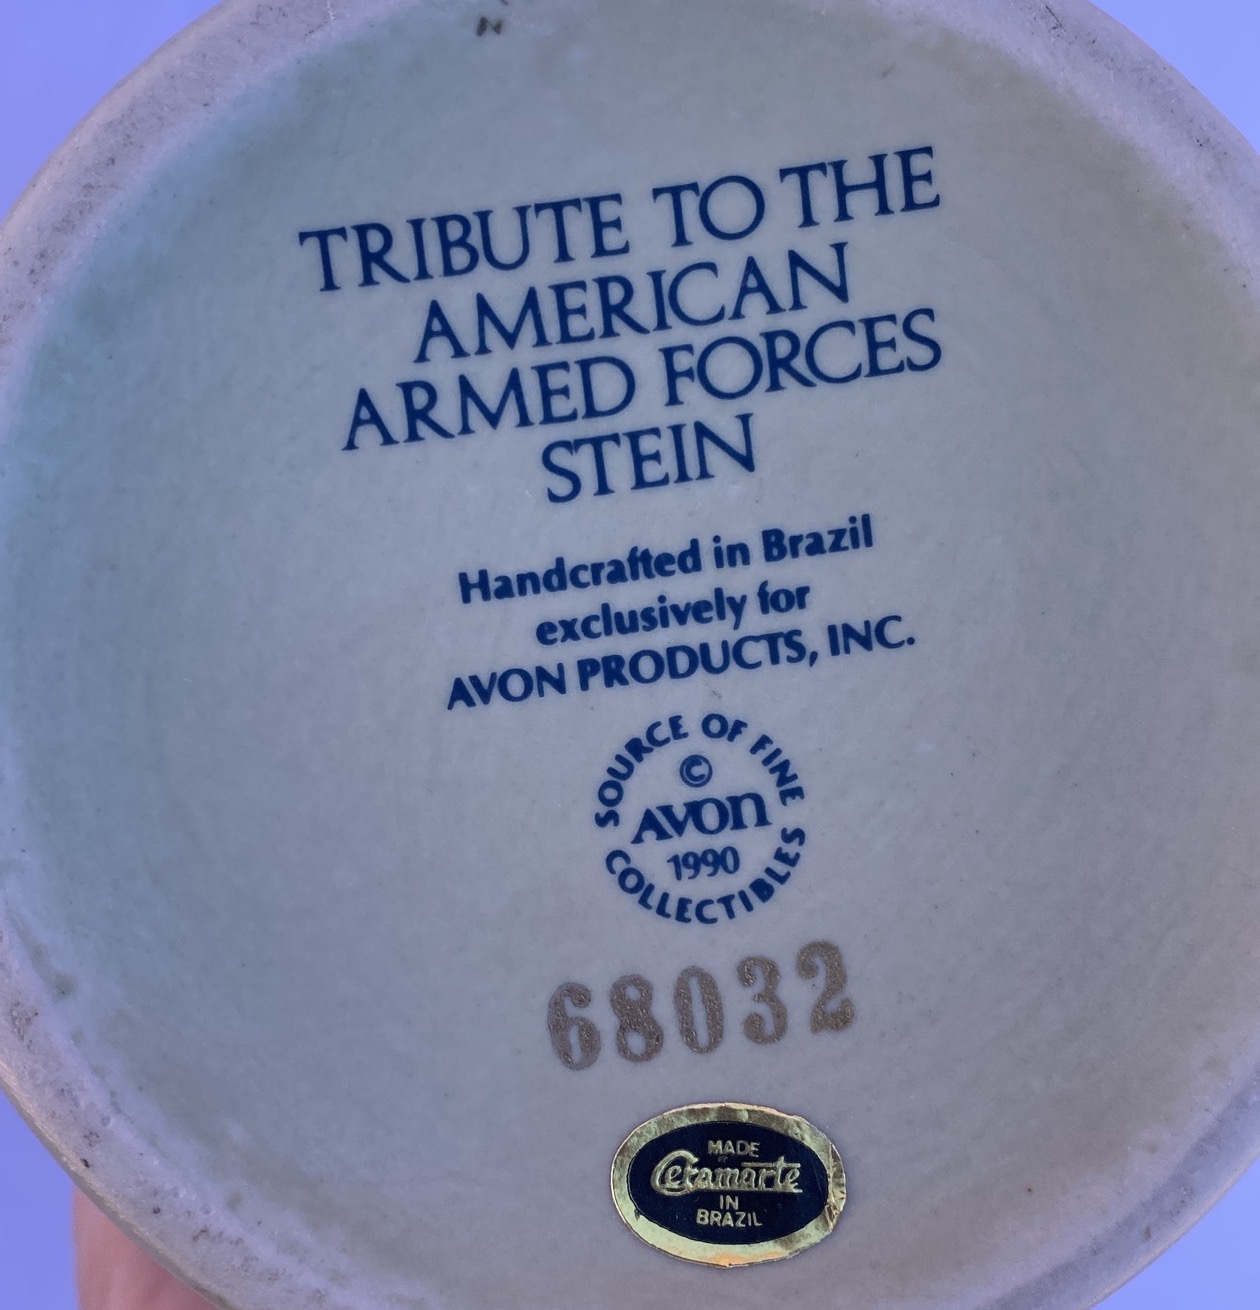 TRIBUTE TO THE
AMERICAN
ARMED FORCES
STEIN
Handcrafted in Brazil
exclusively for
AVON PRODUCTS, INC.
SOURCE OF FINE
©
AVON
1990
COLLECTIBLES
68032
MADE
Ceramarte
IN
BRAZIL